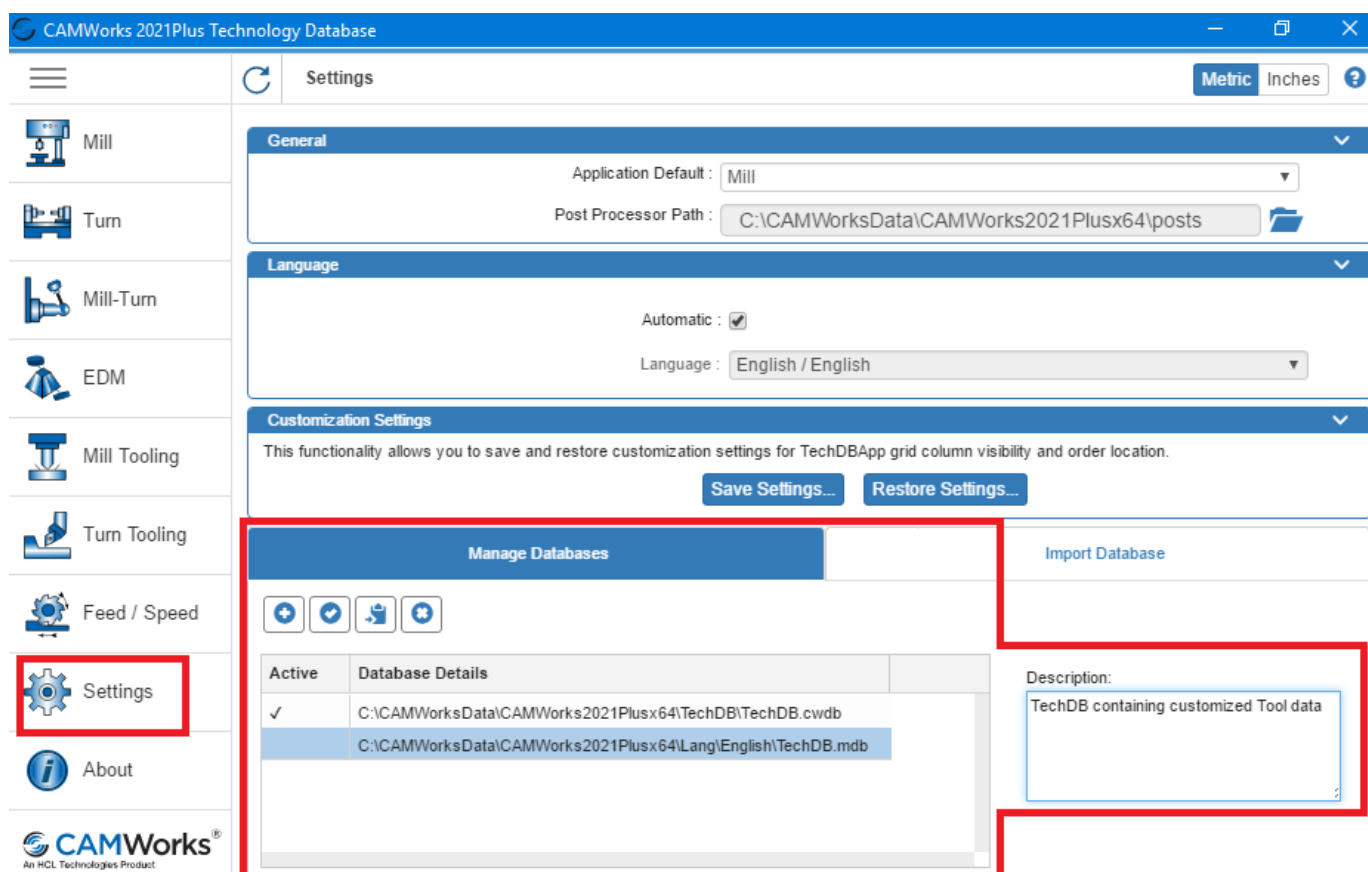 CAMWorks 2021Plus Technology Database
Settings
Metric Inches
Mill
Turn
Mill-Turn
EDM
Mill Tooling
Turn Tooling
Feed / Speed
Settings
About
CAMWorks®
An HCL Technologies Product
General
Application Default : Mill
Post Processor Path : C:\CAMWorksData\CAMWorks2021Plusx64\posts
Language
Automatic :
Language : English / English
Customization Settings
This functionality allows you to save and restore customization settings for TechDBApp grid column visibility and order location.
Save Settings... Restore Settings...
Manage Databases Import Database
Active Database Details
C:\CAMWorksData\CAMWorks2021Plusx64\TechDB\TechDB.cwdb
C:\CAMWorksData\CAMWorks2021Plusx64\Lang\English\TechDB.mdb
Description:
TechDB containing customized Tool data